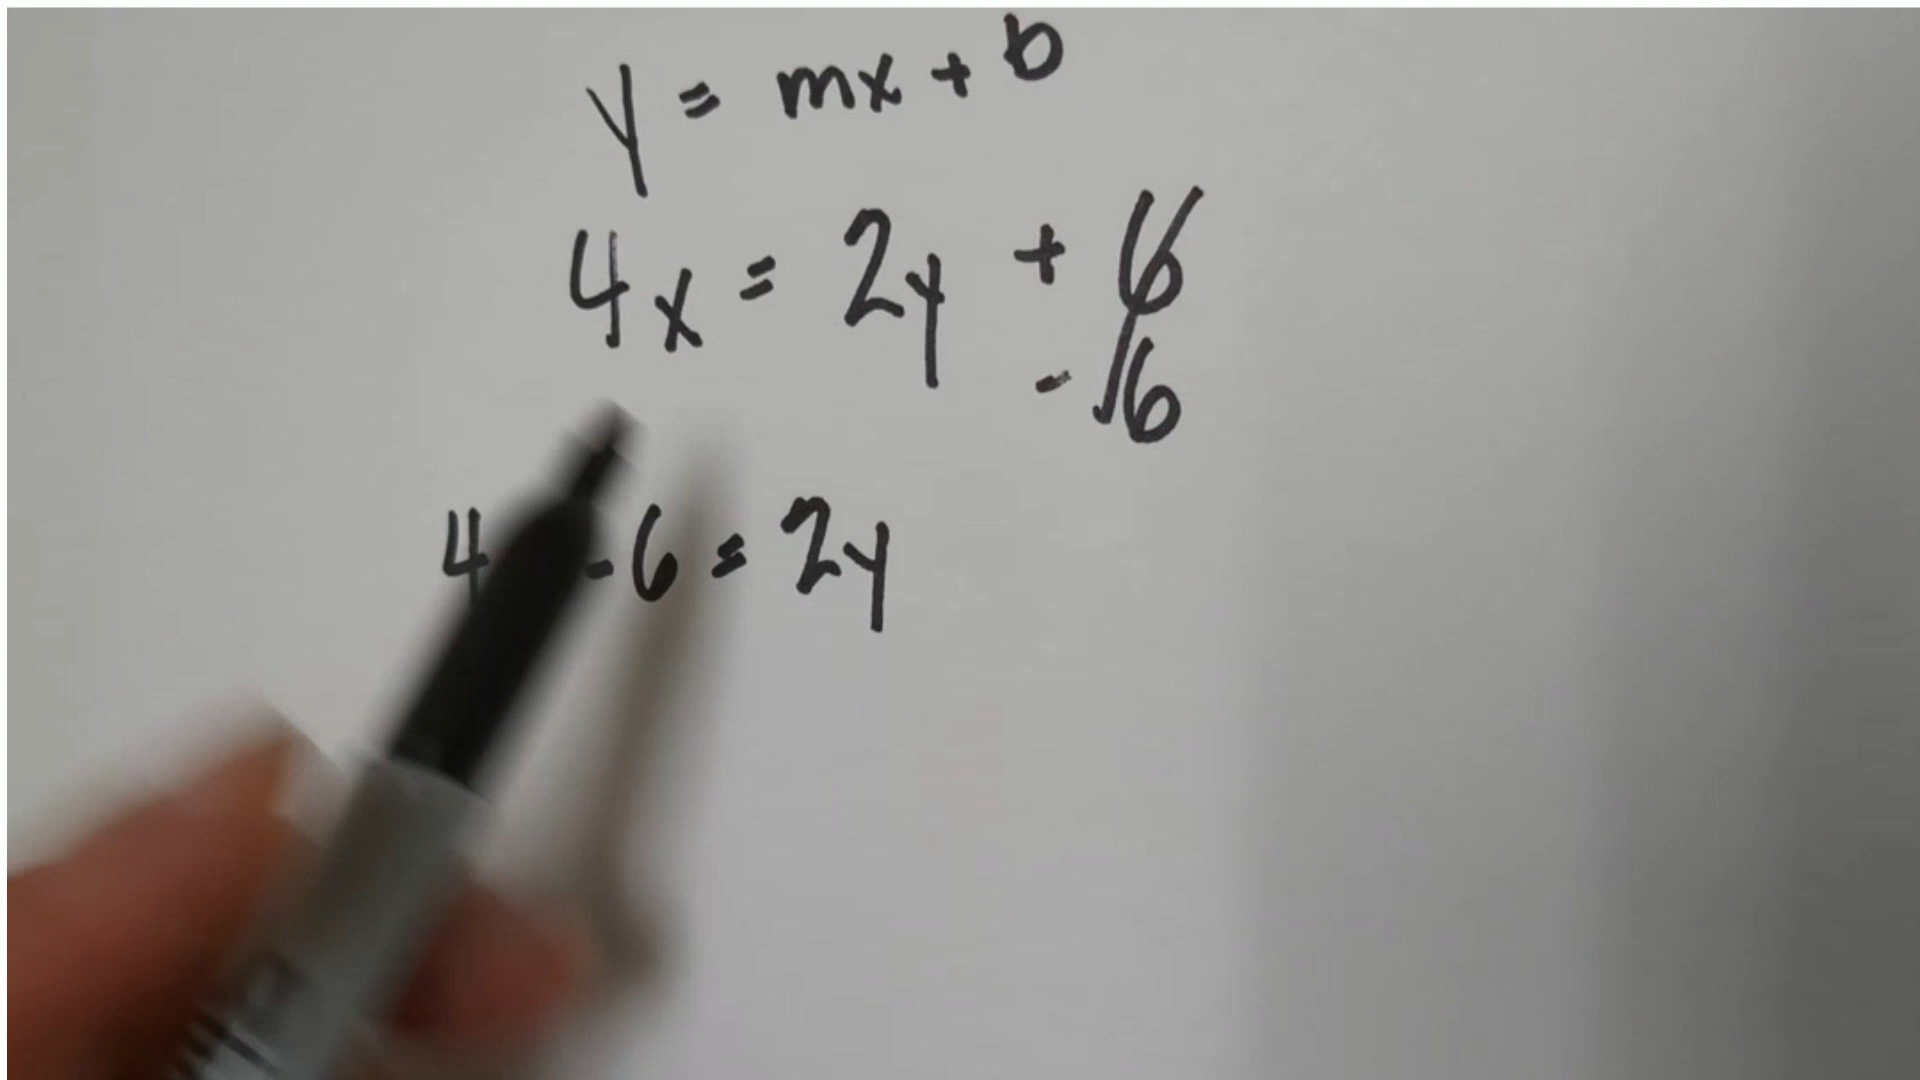 y = mx + b
4x = 2y + 6
- 6
4 - 6 = 2y